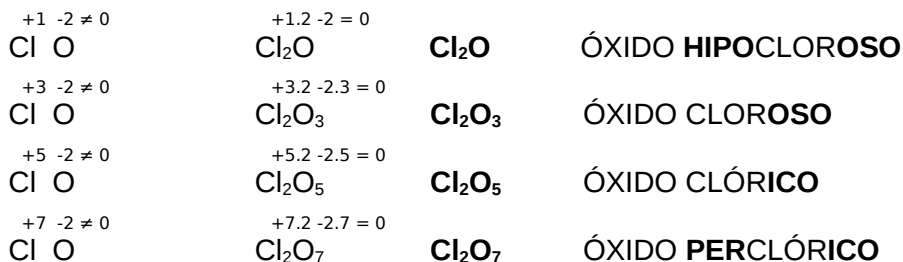 +1 -2 ≠ 0 +1.2 -2 = 0
Cl O Cl₂O Cl₂O ÓXIDO HIPOCLOROSO
+3 -2 ≠ 0 +3.2 -2.3 = 0
Cl O Cl₂O₃ Cl₂O₃ ÓXIDO CLOROSO
+5 -2 ≠ 0 +5.2 -2.5 = 0
Cl O Cl₂O₅ Cl₂O₅ ÓXIDO CLÓRICO
+7 -2 ≠ 0 +7.2 -2.7 = 0
Cl O Cl₂O₇ Cl₂O₇ ÓXIDO PERCLÓRICO